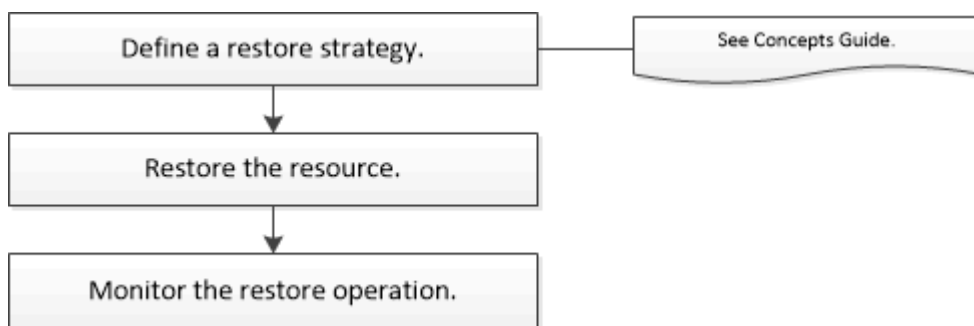 Define a restore strategy.
See Concepts Guide.
Restore the resource.
Monitor the restore operation.